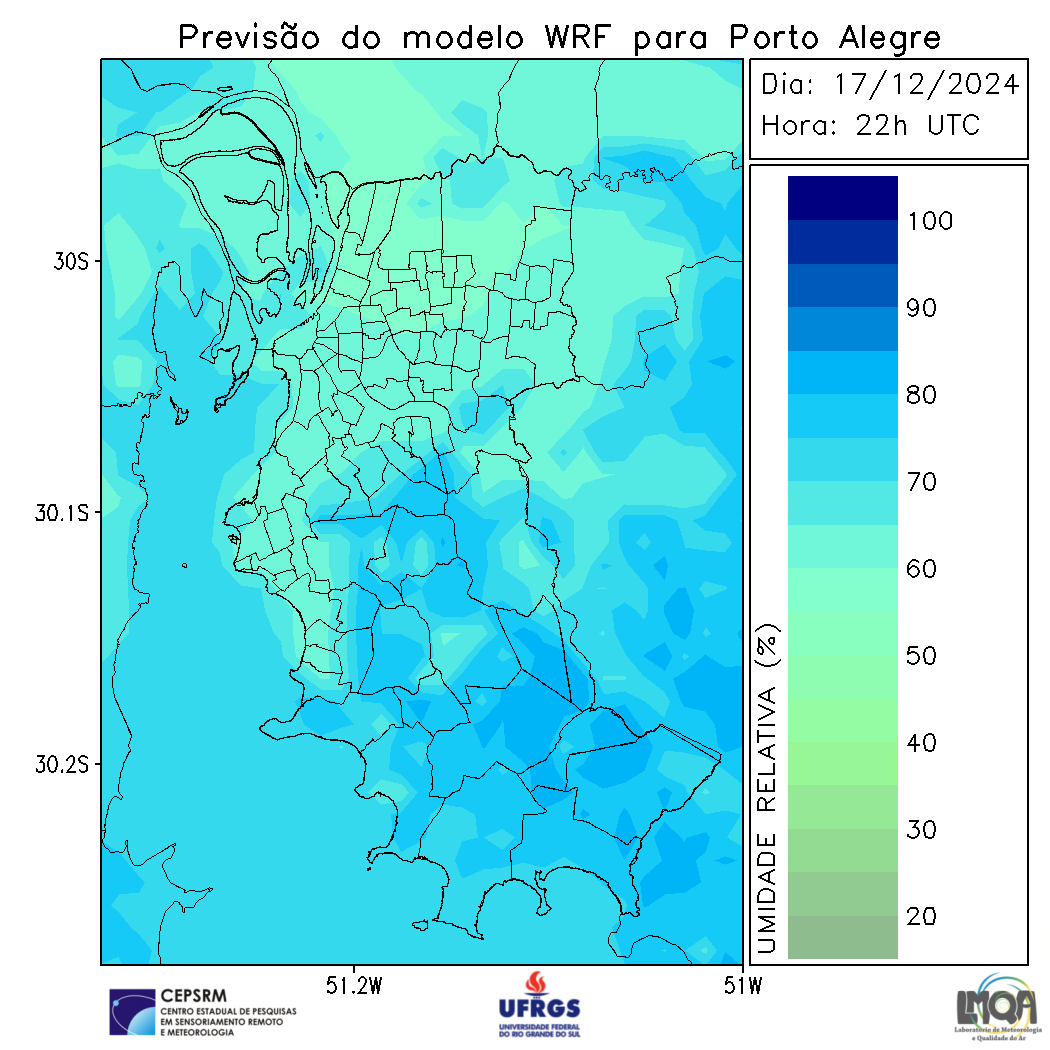 Previsão do modelo WRF para Porto Alegre
Dia: 17/12/2024
Hora: 22h UTC
100
90
80
70
60
50
40
30
20
UMIDADE RELATIVA (%)
30S
30.1S
30.2S
51.2W
51W
CEPSRM
CENTRO ESTADUAL DE PESQUISAS
EM SENSORIAMENTO REMOTO
E METEOROLOGIA
UFRGS
UNIVERSIDADE FEDERAL
DO RIO GRANDE DO SUL
LMQA
Laboratório de Meteorologia
e Qualidade do Ar